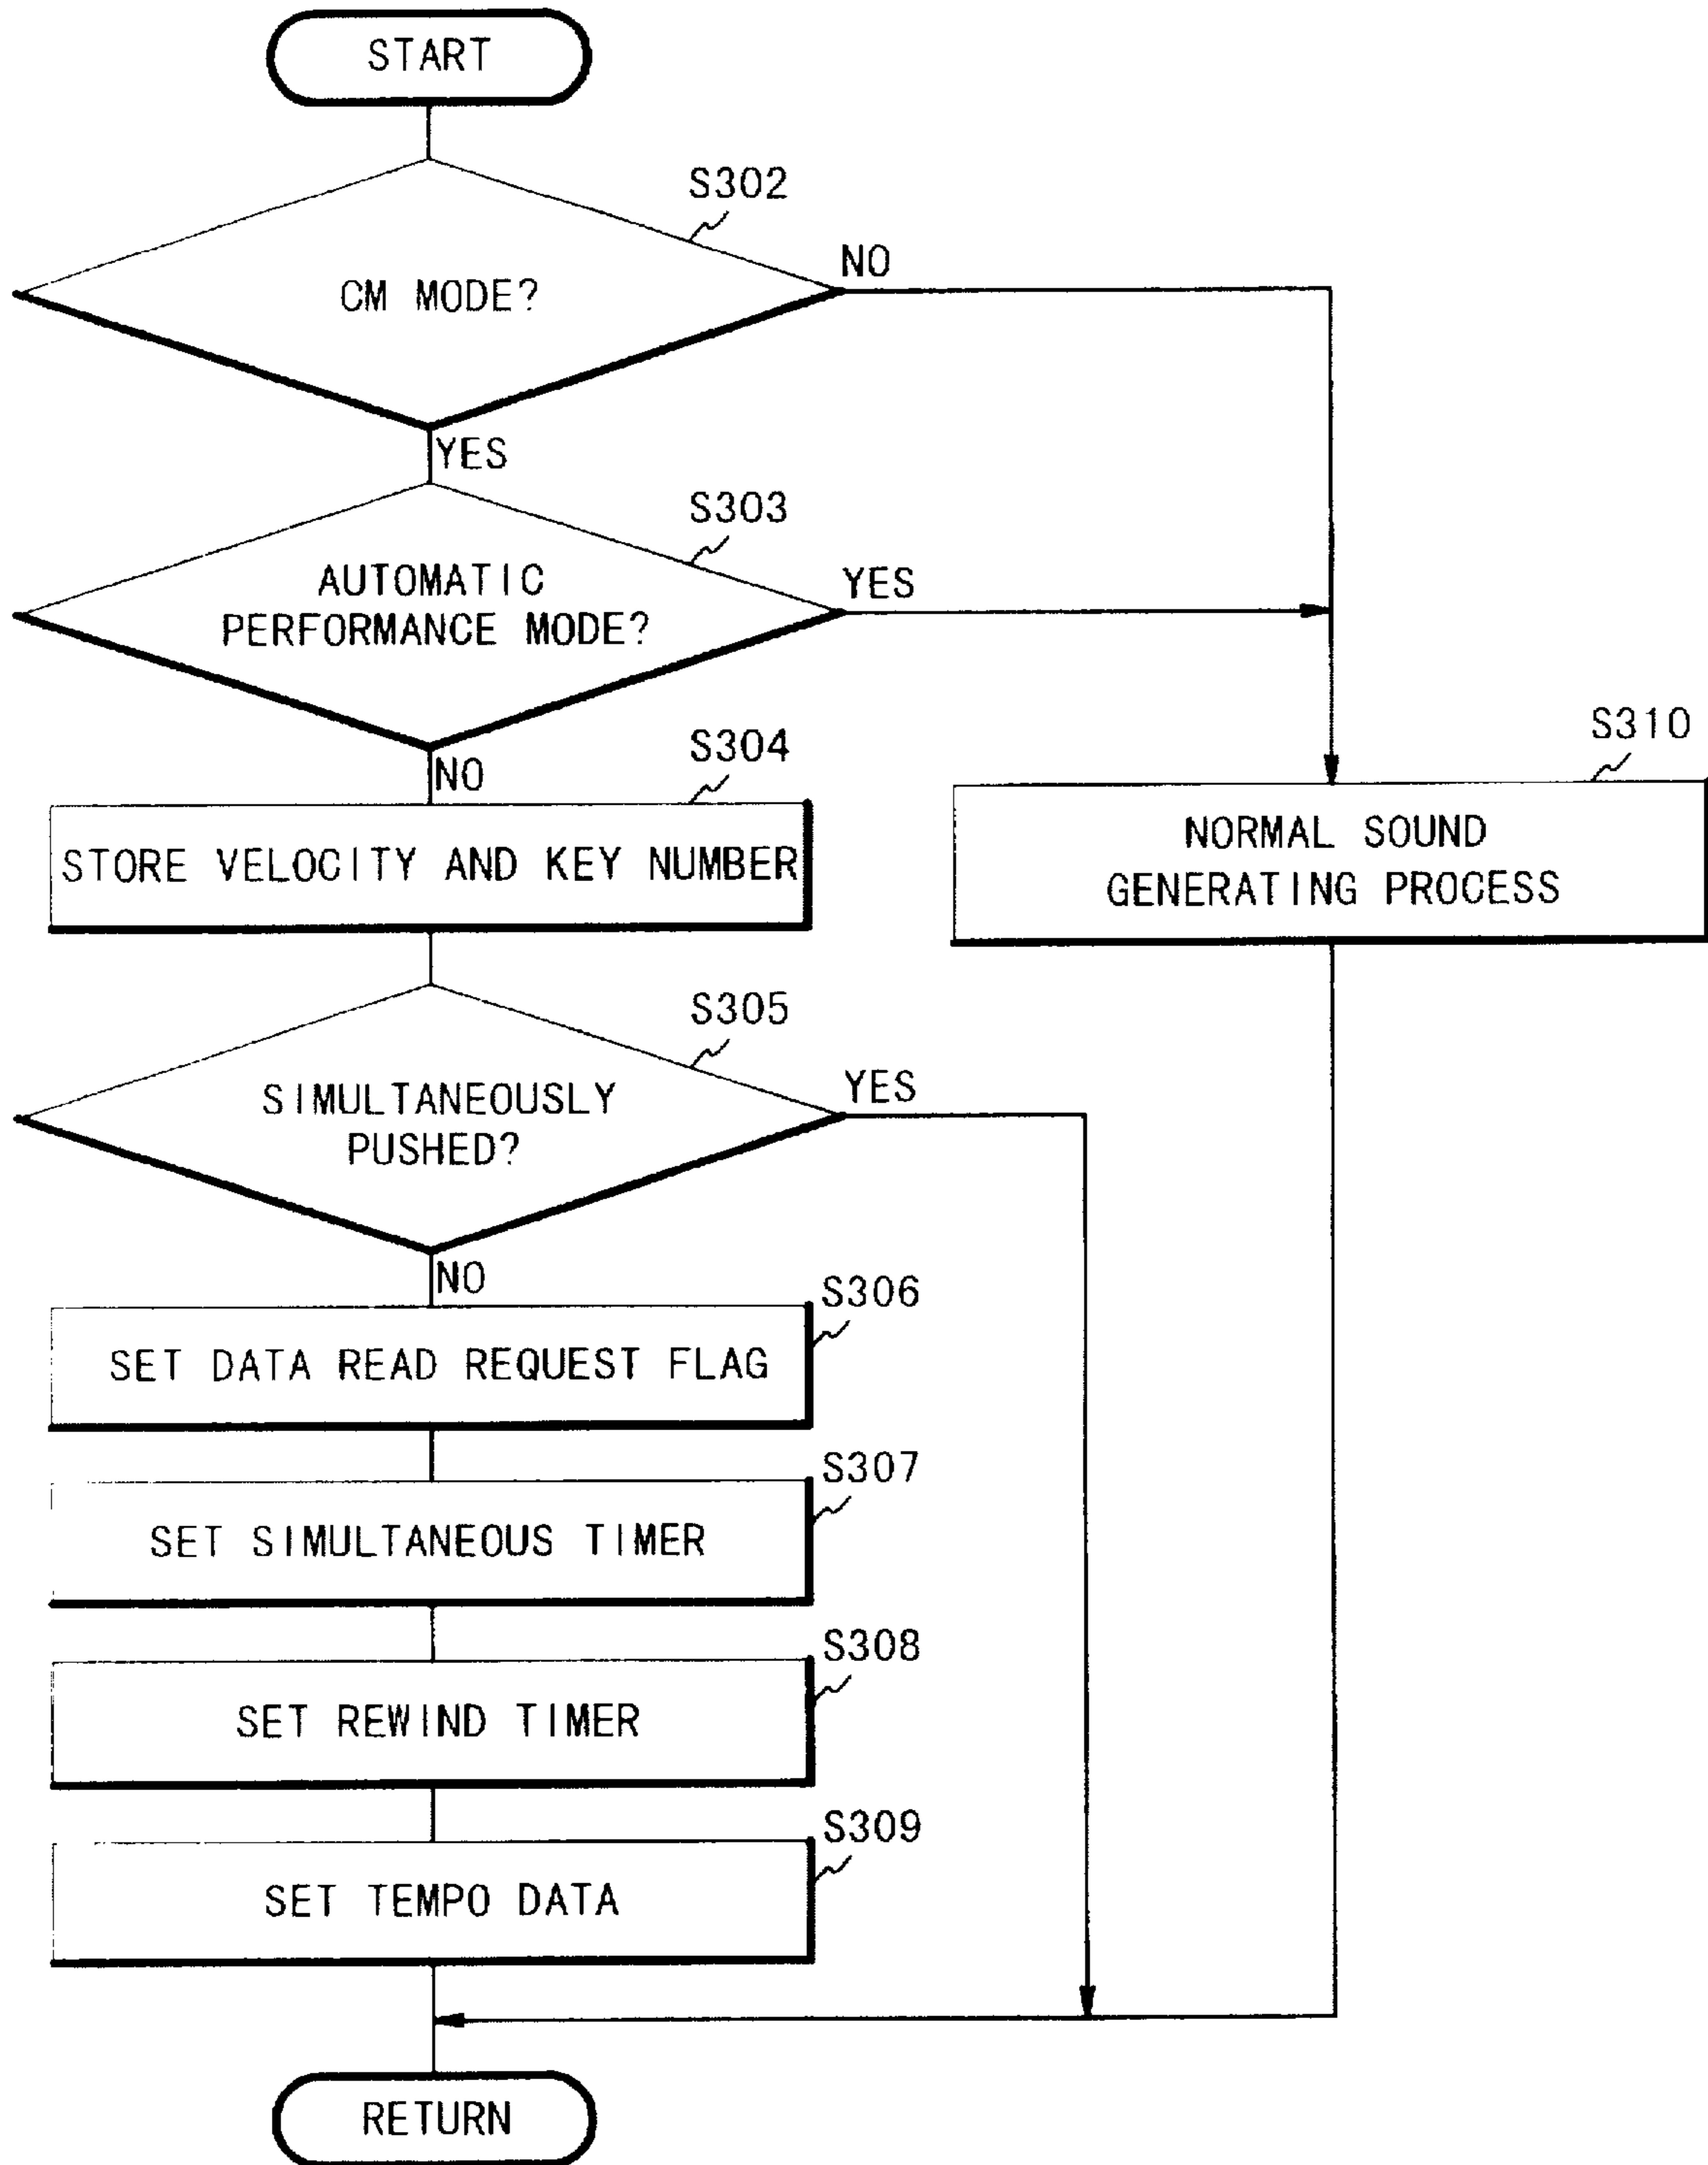 START
S302
CM MODE?
NO
YES
S303
AUTOMATIC
PERFORMANCE MODE?
YES
NO
S304
STORE VELOCITY AND KEY NUMBER
S310
NORMAL SOUND
GENERATING PROCESS
S305
SIMULTANEOUSLY
PUSHED?
YES
NO
S306
SET DATA READ REQUEST FLAG
S307
SET SIMULTANEOUS TIMER
S308
SET REWIND TIMER
S309
SET TEMPO DATA
RETURN